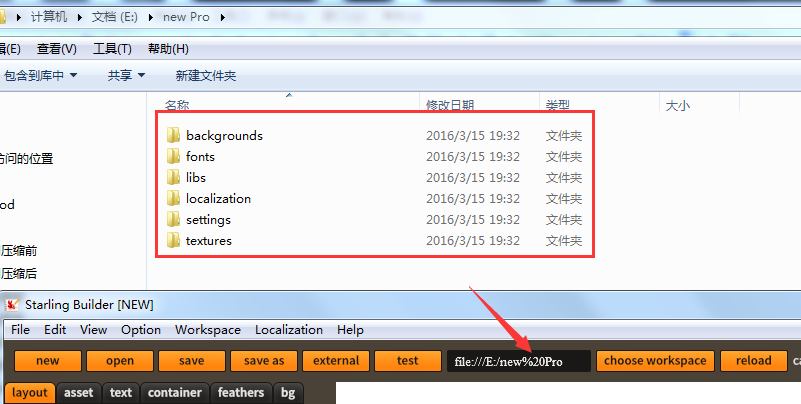 计算机 ▸ 文档 (E:) ▸ new Pro ▸
(E) 查看(V) 工具(T) 帮助(H)
包含到库中 共享 新建文件夹
名称 修改日期 类型 大小
backgrounds 2016/3/15 19:32 文件夹
fonts 2016/3/15 19:32 文件夹
访问的位置
libs 2016/3/15 19:32 文件夹
localization 2016/3/15 19:32 文件夹
od
settings 2016/3/15 19:32 文件夹
textures 2016/3/15 19:32 文件夹
压缩前
压缩后
Starling Builder [NEW]
File Edit View Option Workspace Localization Help
new open save save as external test file:///E:/new%20Pro choose workspace reload ca
layout asset text container feathers bg